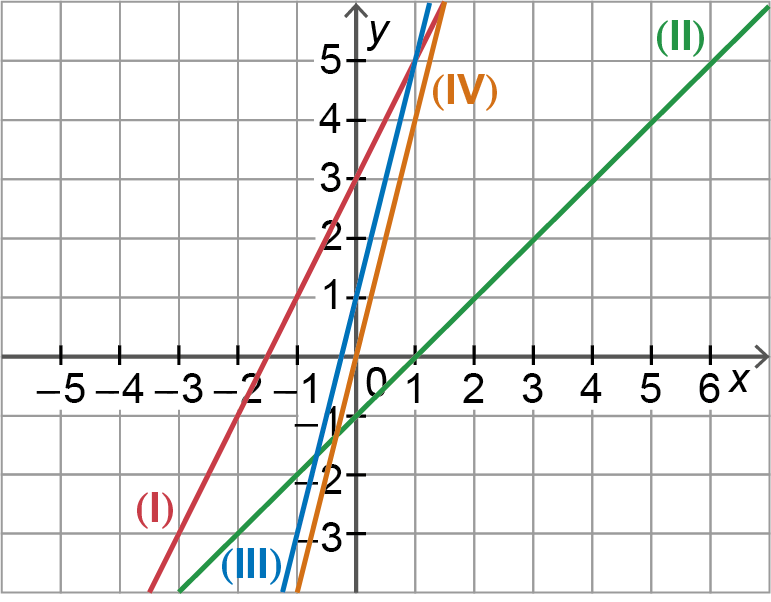 y
(II)
5
(IV)
4
3
2
1
–5 –4 –3 –2 –1 0 1 2 3 4 5 6 x
–1
–2
(I)
–3
(III)